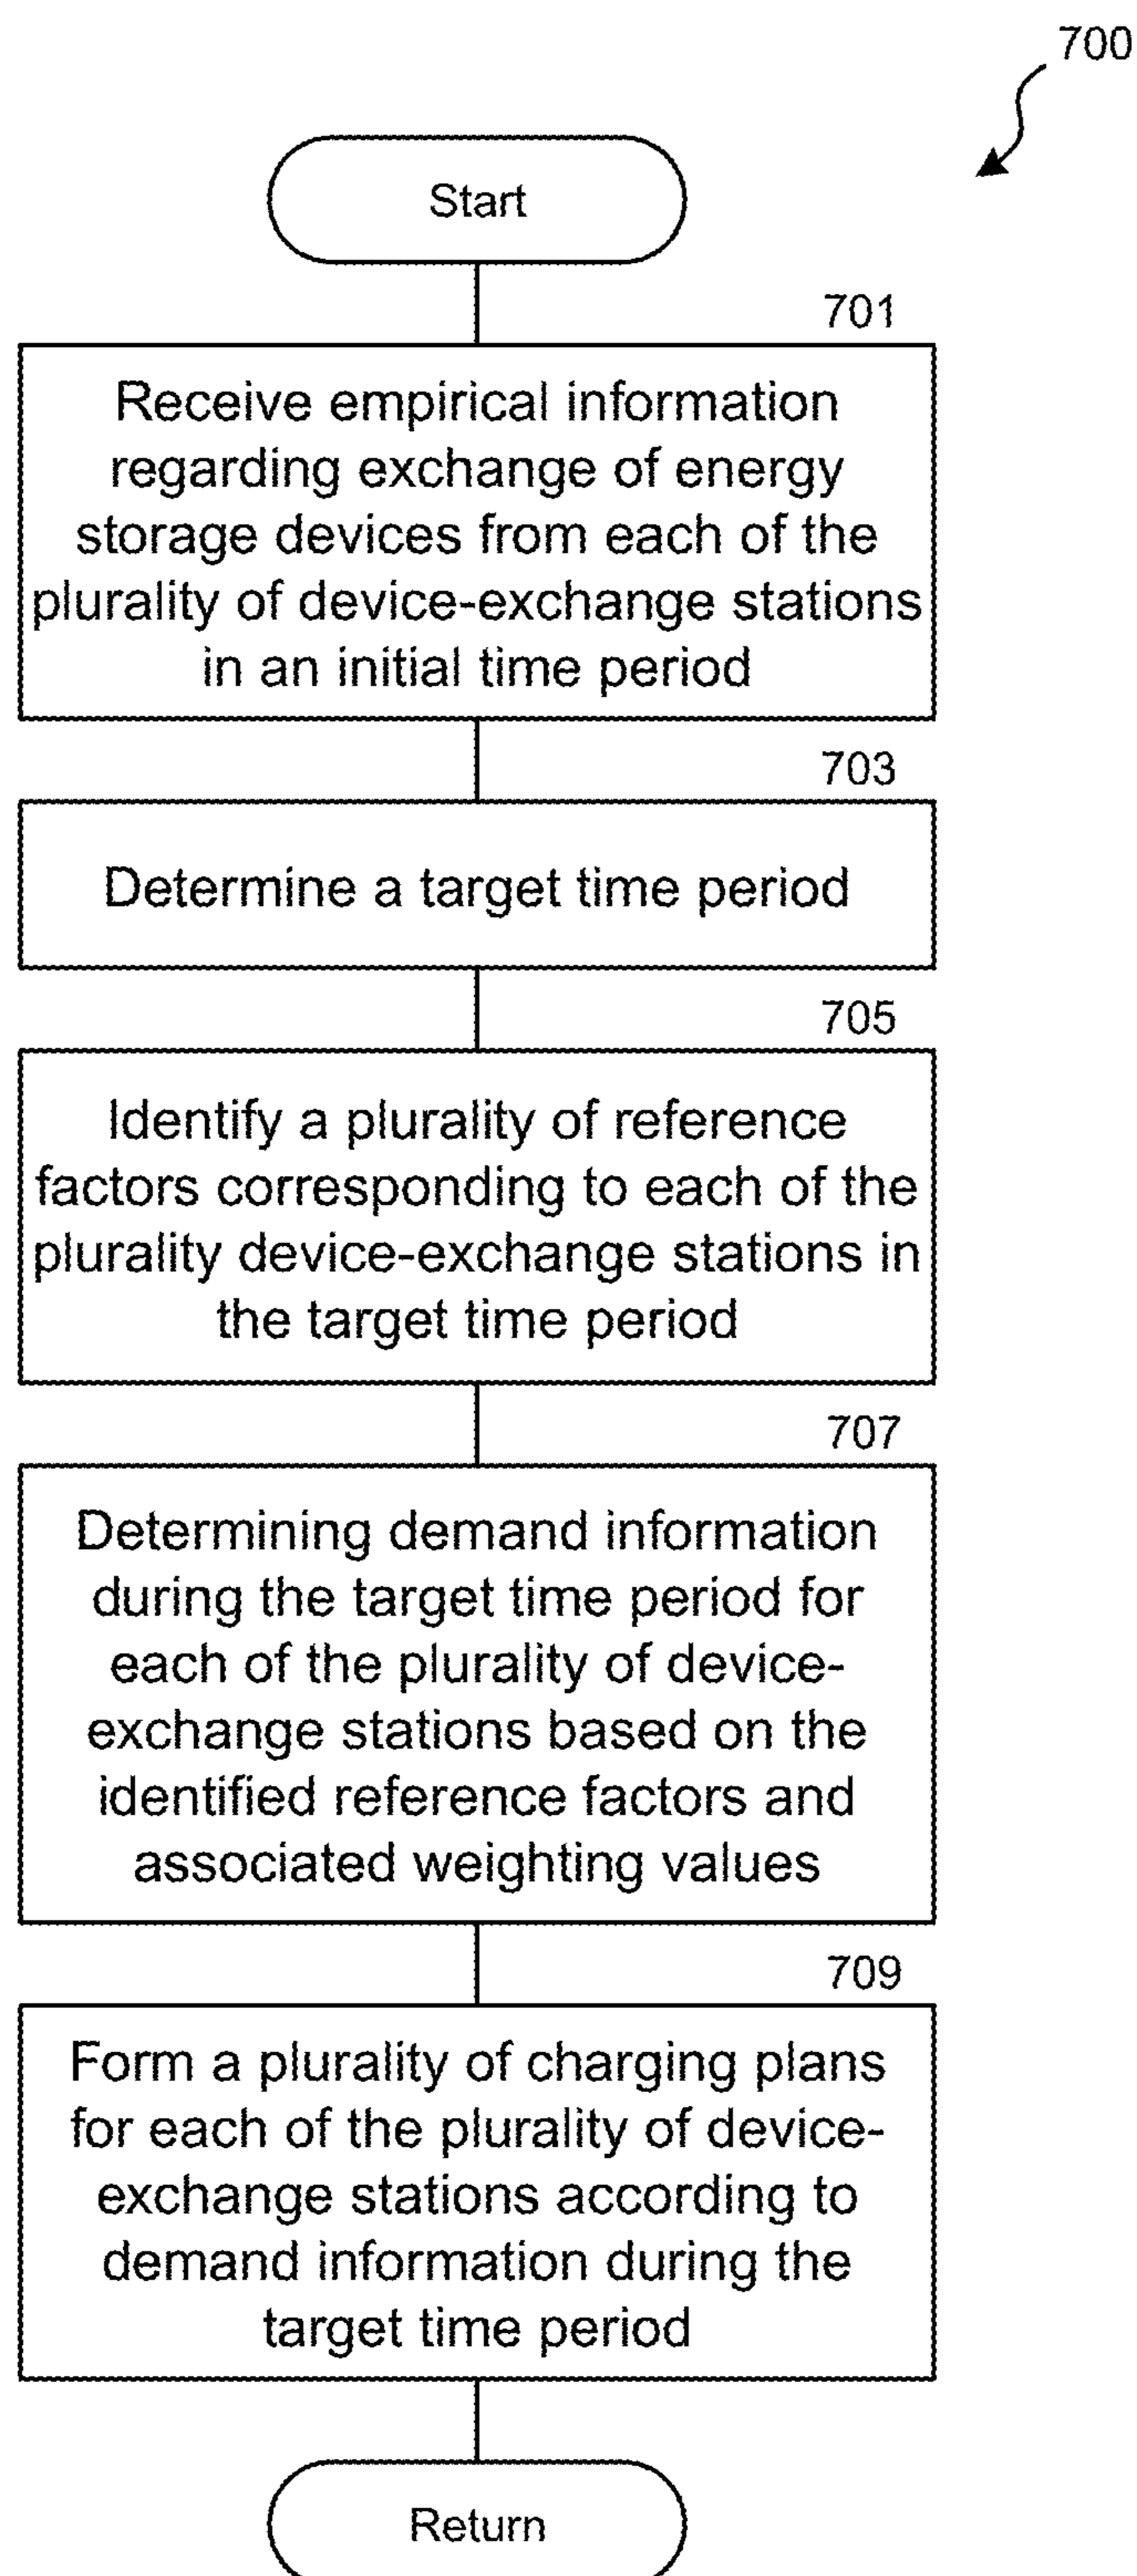 700
Start
701
Receive empirical information
regarding exchange of energy
storage devices from each of the
plurality of device-exchange stations
in an initial time period
703
Determine a target time period
705
Identify a plurality of reference
factors corresponding to each of the
plurality device-exchange stations in
the target time period
707
Determining demand information
during the target time period for
each of the plurality of device-
exchange stations based on the
identified reference factors and
associated weighting values
709
Form a plurality of charging plans
for each of the plurality of device-
exchange stations according to
demand information during the
target time period
Return